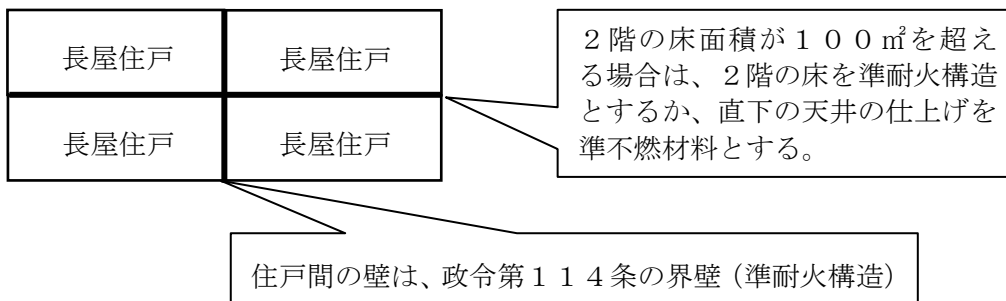 長屋住戸
長屋住戸
長屋住戸
長屋住戸
２階の床面積が１００㎡を超え
る場合は、２階の床を準耐火構造
とするか、直下の天井の仕上げを
準不燃材料とする。
住戸間の壁は、政令第１１４条の界壁（準耐火構造）